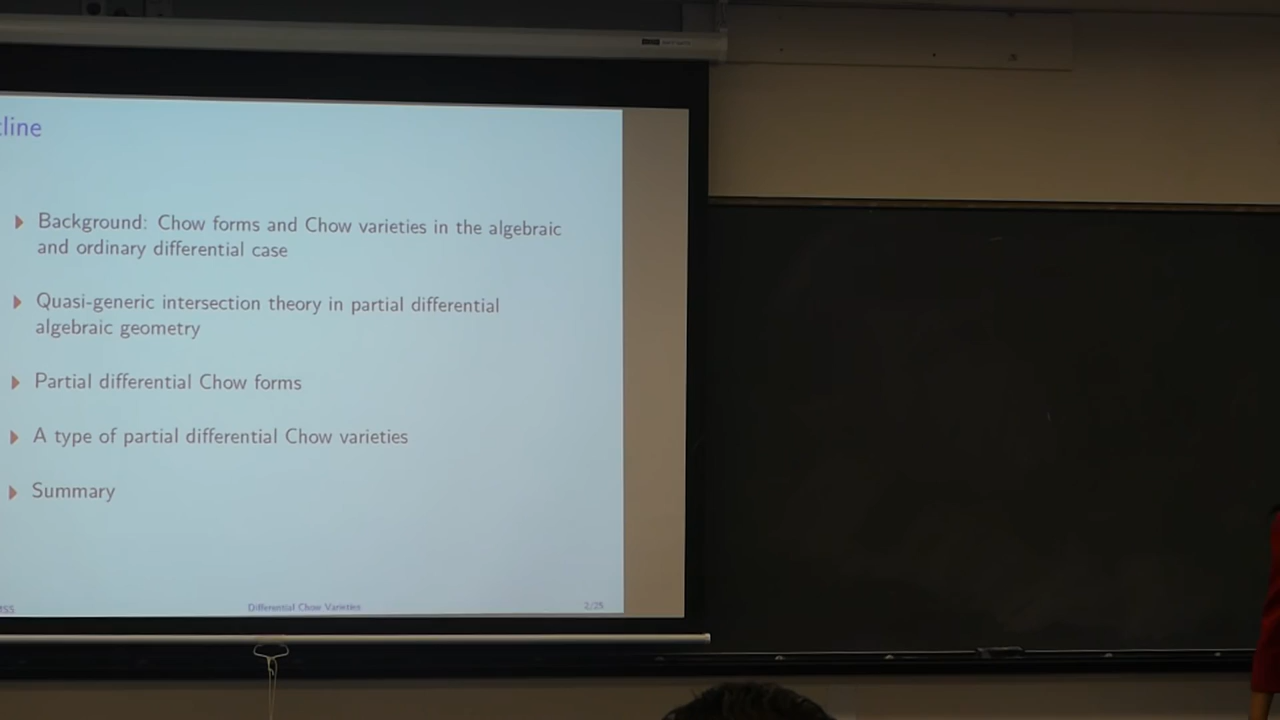 line
Background: Chow forms and Chow varieties in the algebraic
and ordinary differential case
Quasi-generic intersection theory in partial differential
algebraic geometry
Partial differential Chow forms
A type of partial differential Chow varieties
Summary
Differential Chow Varieties